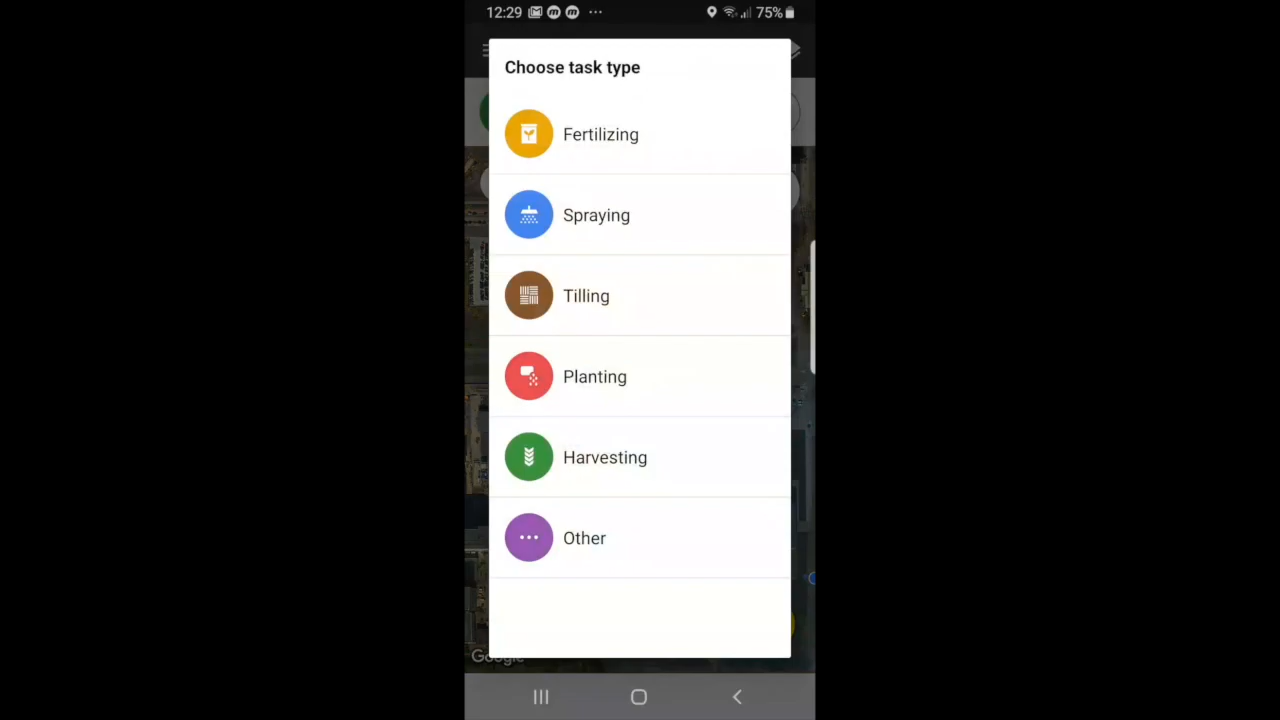 12:29 75%
Choose task type
Fertilizing
Spraying
Tilling
Planting
Harvesting
Other
Google